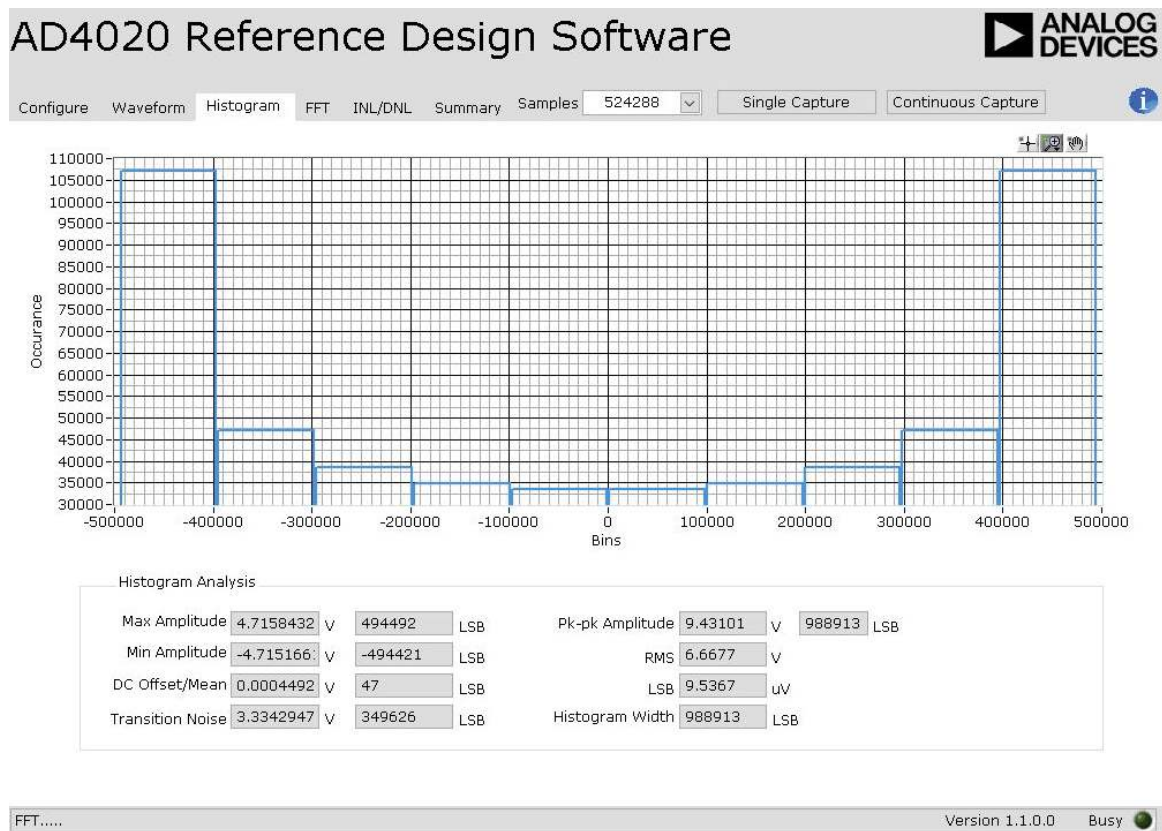 AD4020 Reference Design Software
ANALOG
DEVICES
Configure Waveform Histogram FFT INL/DNL Summary Samples 524288 Single Capture Continuous Capture i
110000
105000
100000
95000
90000
85000
80000
75000
70000
65000
60000
55000
50000
45000
40000
35000
30000
Occurance
-500000 -400000 -300000 -200000 -100000 0 100000 200000 300000 400000 500000
Bins
Histogram Analysis
Max Amplitude 4.7158432 V 494492 LSB Pk-pk Amplitude 9.43101 V 988913 LSB
Min Amplitude -4.715166 V -494421 LSB RMS 6.6677 V
DC Offset/Mean 0.0004492 V 47 LSB LSB 9.5367 uV
Transition Noise 3.3342947 V 349626 LSB Histogram Width 988913 LSB
FFT..... Version 1.1.0.0 Busy